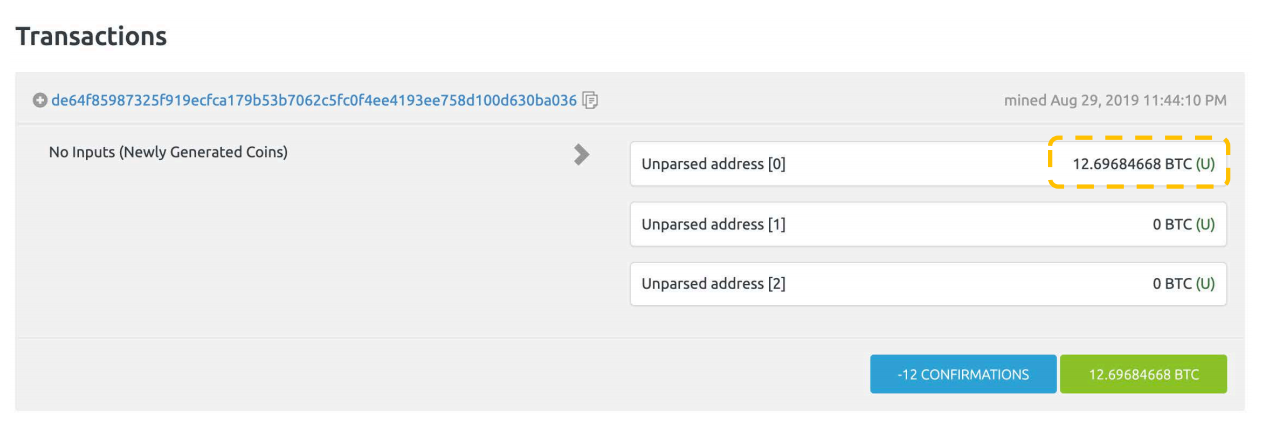 Transactions
de64f85987325f919ecfca179b53b7062c5fc0f4ee4193ee758d100d630ba036
mined Aug 29, 2019 11:44:10 PM
No Inputs (Newly Generated Coins)
Unparsed address [0]
12.69684668 BTC (U)
Unparsed address [1]
0 BTC (U)
Unparsed address [2]
0 BTC (U)
-12 CONFIRMATIONS
12.69684668 BTC